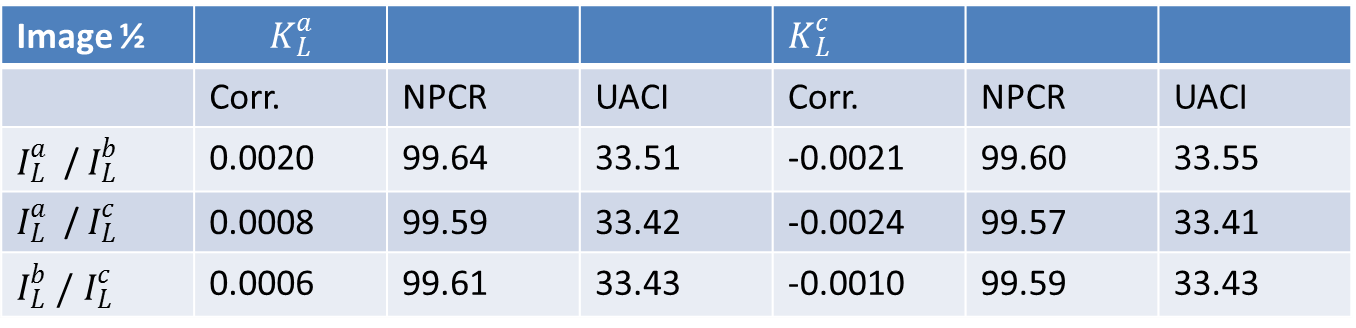 Image ½ K_L^a K_L^c
Corr. NPCR UACI Corr. NPCR UACI
I_L^a / I_L^b 0.0020 99.64 33.51 -0.0021 99.60 33.55
I_L^a / I_L^c 0.0008 99.59 33.42 -0.0024 99.57 33.41
I_L^b / I_L^c 0.0006 99.61 33.43 -0.0010 99.59 33.43